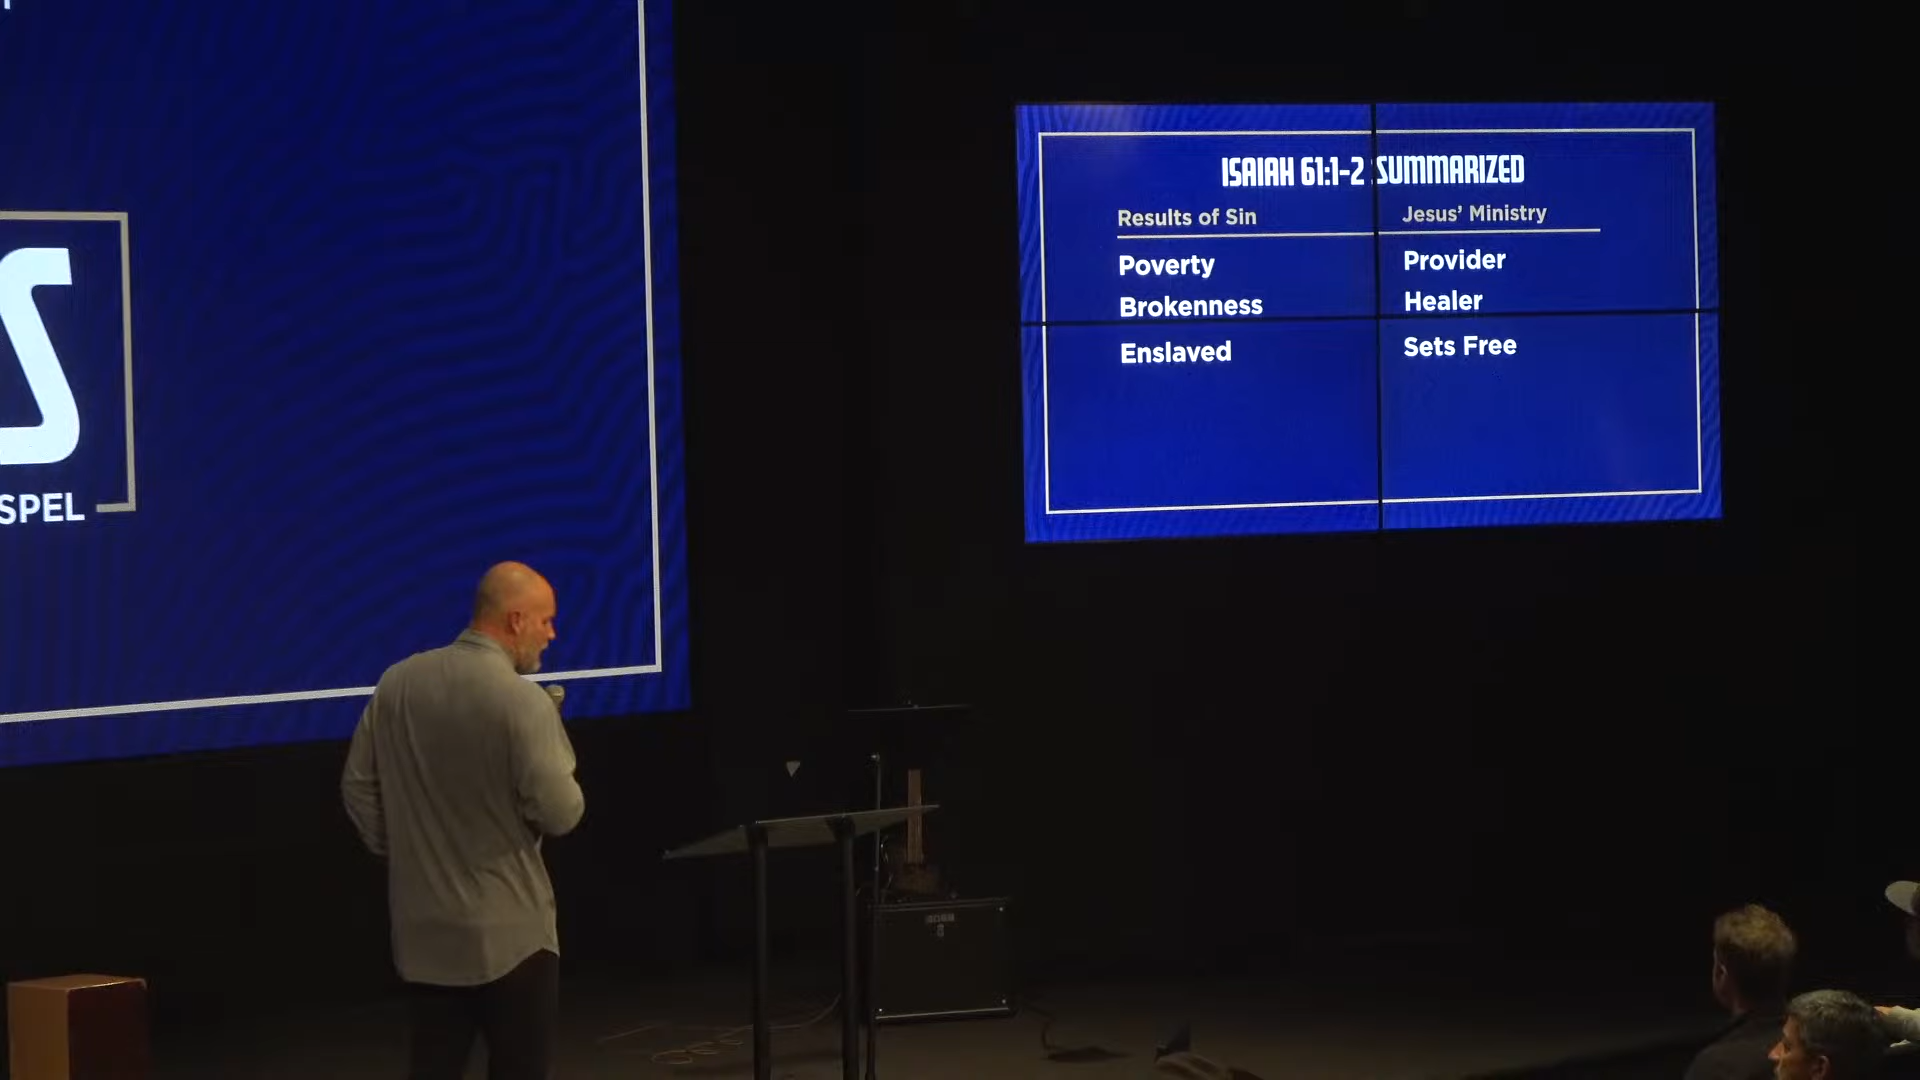 S
SPEL
ISAIAH 61:1-2 SUMMARIZED
Results of Sin Jesus’ Ministry
Poverty Provider
Brokenness Healer
Enslaved Sets Free